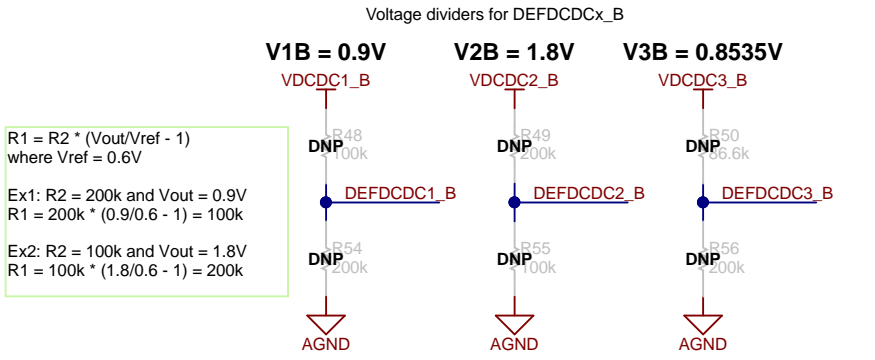 Voltage dividers for DEFDCDCx_B
V1B = 0.9V
V2B = 1.8V
V3B = 0.8535V
VDCDC1_B
VDCDC2_B
VDCDC3_B
R1 = R2 * (Vout/Vref - 1)
where Vref = 0.6V
Ex1: R2 = 200k and Vout = 0.9V
R1 = 200k * (0.9/0.6 - 1) = 100k
Ex2: R2 = 100k and Vout = 1.8V
R1 = 100k * (1.8/0.6 - 1) = 200k
R48
DNP
100k
R49
DNP
200k
R50
DNP
86.6k
DEFDCDC1_B
DEFDCDC2_B
DEFDCDC3_B
R54
DNP
200k
R55
DNP
100k
R56
DNP
200k
AGND
AGND
AGND